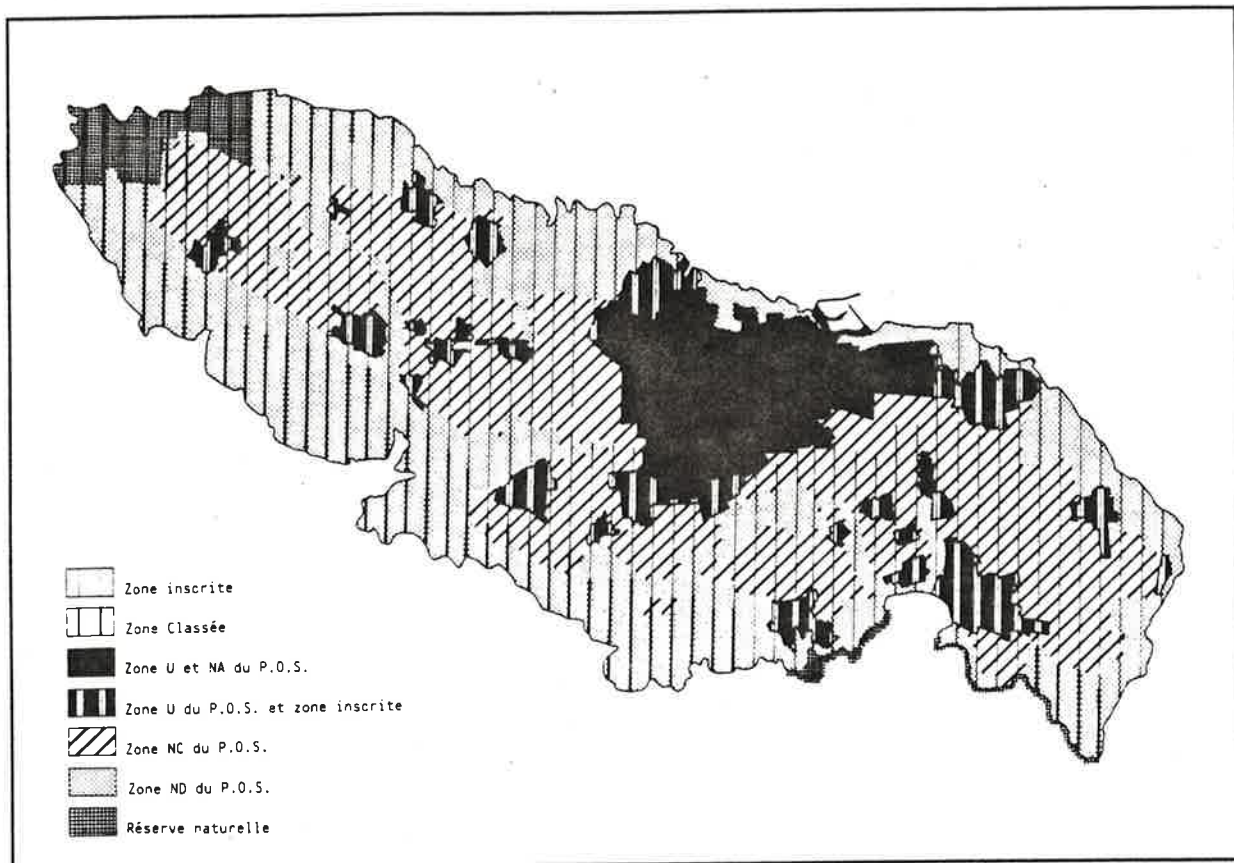 Zone inscrite
Zone Classée
Zone U et NA du P.O.S.
Zone U du P.O.S. et zone inscrite
Zone NC du P.O.S.
Zone ND du P.O.S.
Réserve naturelle